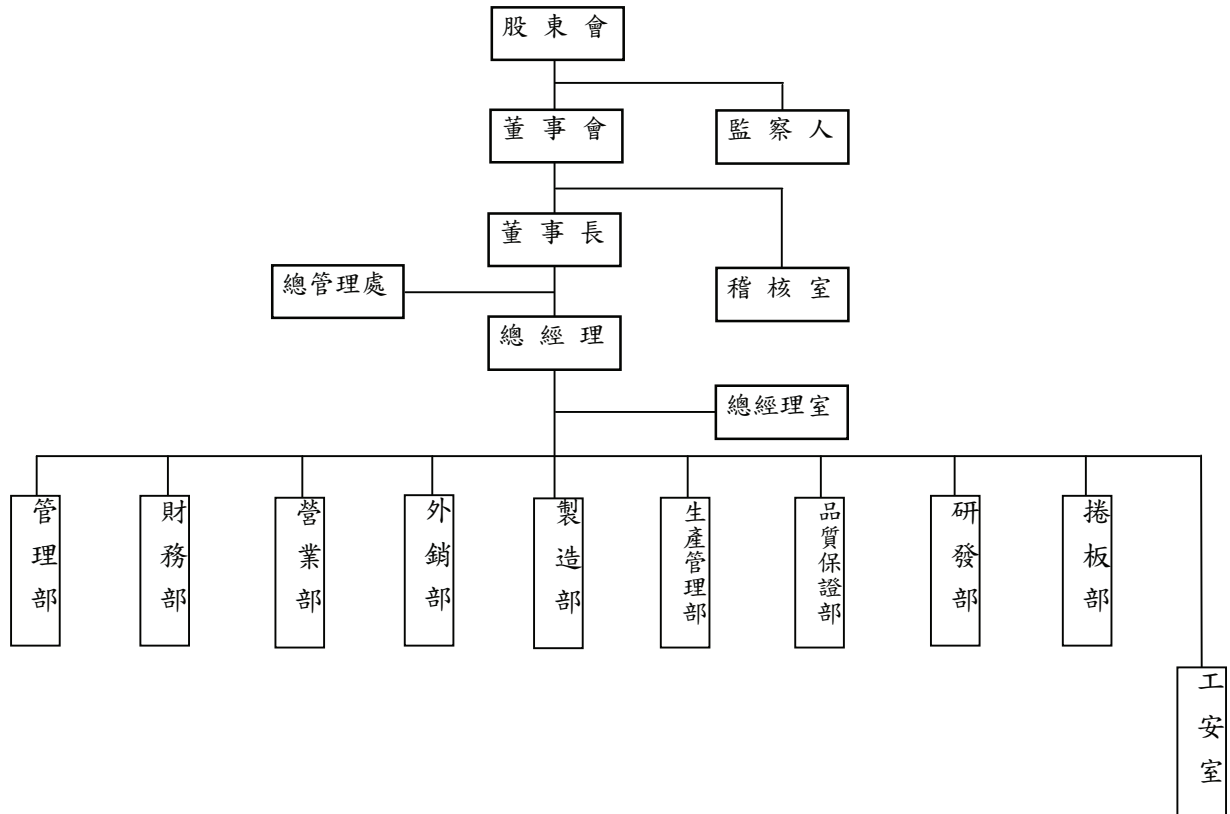 股東會
董事會
監察人
董事長
總管理處
稽核室
總經理
總經理室
管理部
財務部
營業部
外銷部
製造部
生產管理部
品質保證部
研發部
捲板部
工安室